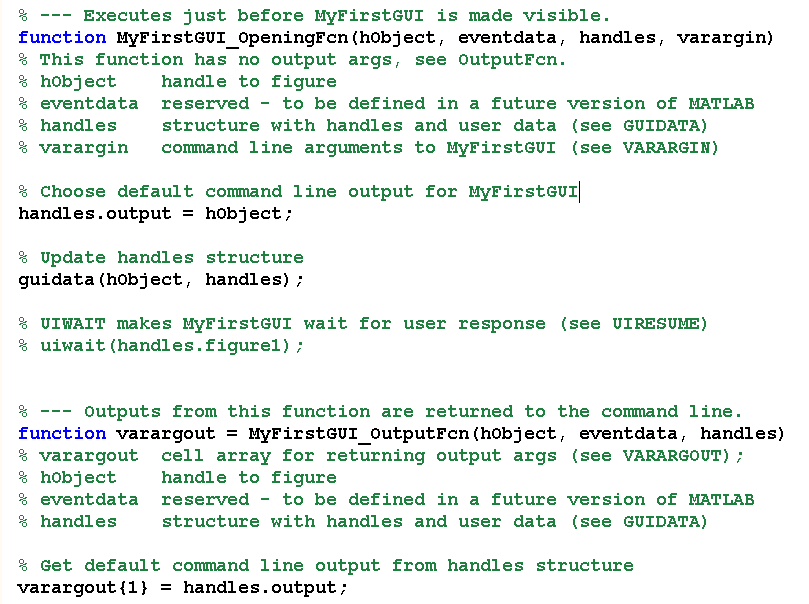 % --- Executes just before MyFirstGUI is made visible.
function MyFirstGUI_OpeningFcn(hObject, eventdata, handles, varargin)
% This function has no output args, see OutputFcn.
% hObject    handle to figure
% eventdata  reserved - to be defined in a future version of MATLAB
% handles    structure with handles and user data (see GUIDATA)
% varargin   command line arguments to MyFirstGUI (see VARARGIN)

% Choose default command line output for MyFirstGUI
handles.output = hObject;

% Update handles structure
guidata(hObject, handles);

% UIWAIT makes MyFirstGUI wait for user response (see UIRESUME)
% uiwait(handles.figure1);


% --- Outputs from this function are returned to the command line.
function varargout = MyFirstGUI_OutputFcn(hObject, eventdata, handles)
% varargout  cell array for returning output args (see VARARGOUT);
% hObject    handle to figure
% eventdata  reserved - to be defined in a future version of MATLAB
% handles    structure with handles and user data (see GUIDATA)

% Get default command line output from handles structure
varargout{1} = handles.output;